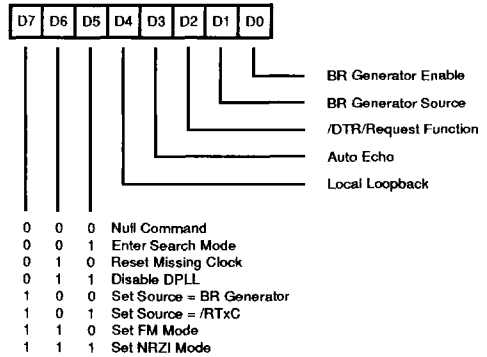 D7 D6 D5 D4 D3 D2 D1 D0
BR Generator Enable
BR Generator Source
/DTR/Request Function
Auto Echo
Local Loopback
0 0 0 Null Command
0 0 1 Enter Search Mode
0 1 0 Reset Missing Clock
0 1 1 Disable DPLL
1 0 0 Set Source = BR Generator
1 0 1 Set Source = /RTxC
1 1 0 Set FM Mode
1 1 1 Set NRZI Mode